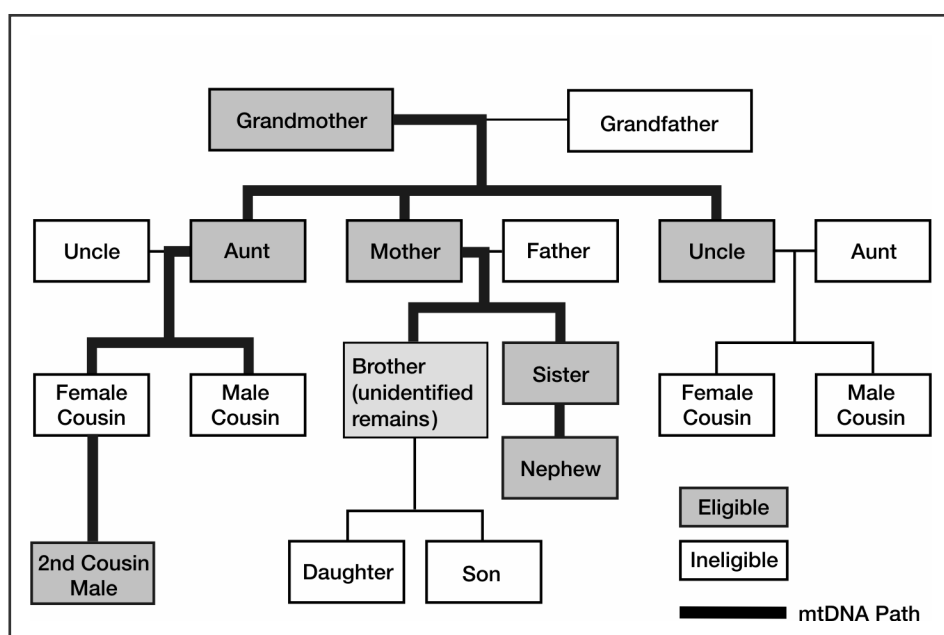 Grandmother
Grandfather
Uncle
Aunt
Mother
Father
Uncle
Aunt
Female
Cousin
Male
Cousin
Brother
(unidentified
remains)
Sister
Nephew
Female
Cousin
Male
Cousin
2nd Cousin
Male
Daughter
Son
Eligible
Ineligible
mtDNA Path